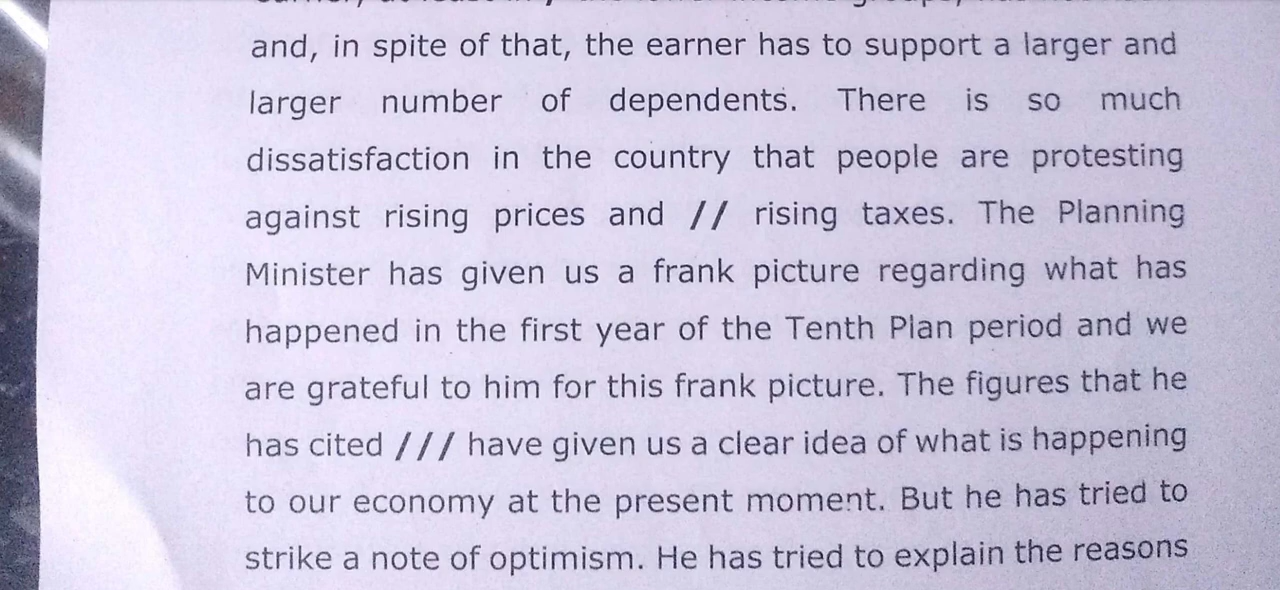 and, in spite of that, the earner has to support a larger and
larger number of dependents. There is so much
dissatisfaction in the country that people are protesting
against rising prices and // rising taxes. The Planning
Minister has given us a frank picture regarding what has
happened in the first year of the Tenth Plan period and we
are grateful to him for this frank picture. The figures that he
has cited /// have given us a clear idea of what is happening
to our economy at the present moment. But he has tried to
strike a note of optimism. He has tried to explain the reasons